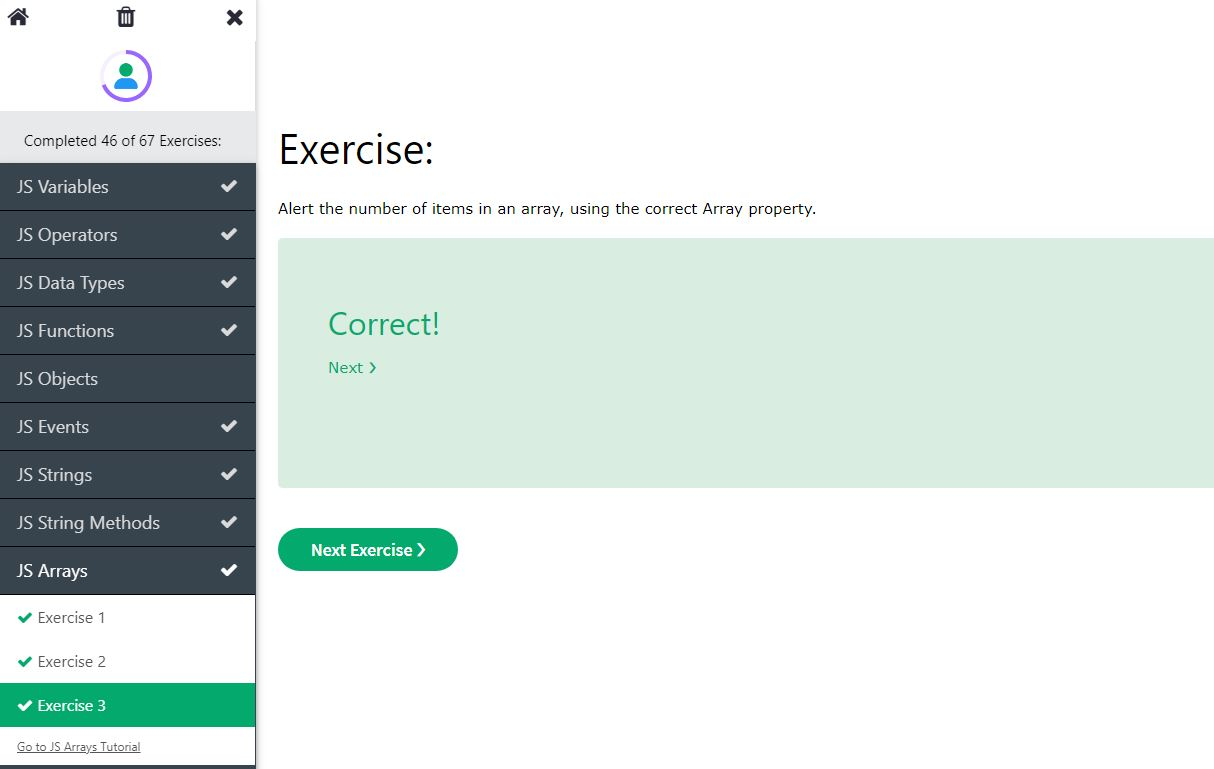 Completed 46 of 67 Exercises:
JS Variables
JS Operators
JS Data Types
JS Functions
JS Objects
JS Events
JS Strings
JS String Methods
JS Arrays
Exercise 1
Exercise 2
Exercise 3
Go to JS Arrays Tutorial
Exercise:
Alert the number of items in an array, using the correct Array property.
Correct!
Next ❯
Next Exercise ❯